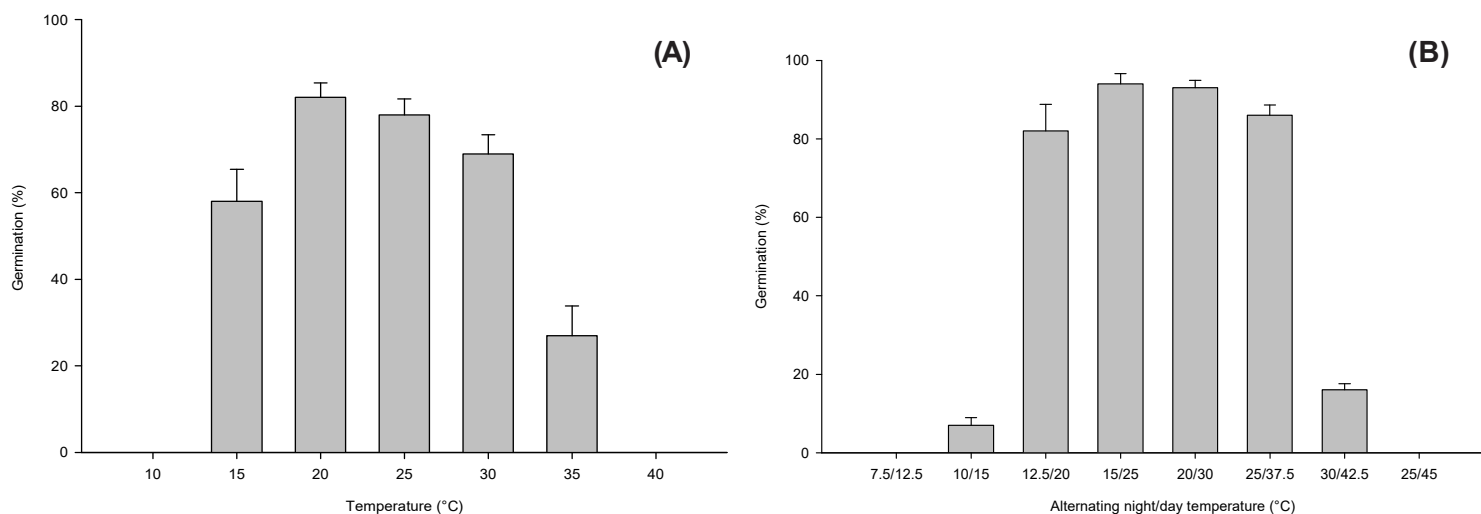 (A)
Germination (%)
100
80
60
40
20
0
10 15 20 25 30 35 40
Temperature (°C)
(B)
Germination (%)
100
80
60
40
20
0
7.5/12.5 10/15 12.5/20 15/25 20/30 25/37.5 30/42.5 25/45
Alternating night/day temperature (°C)